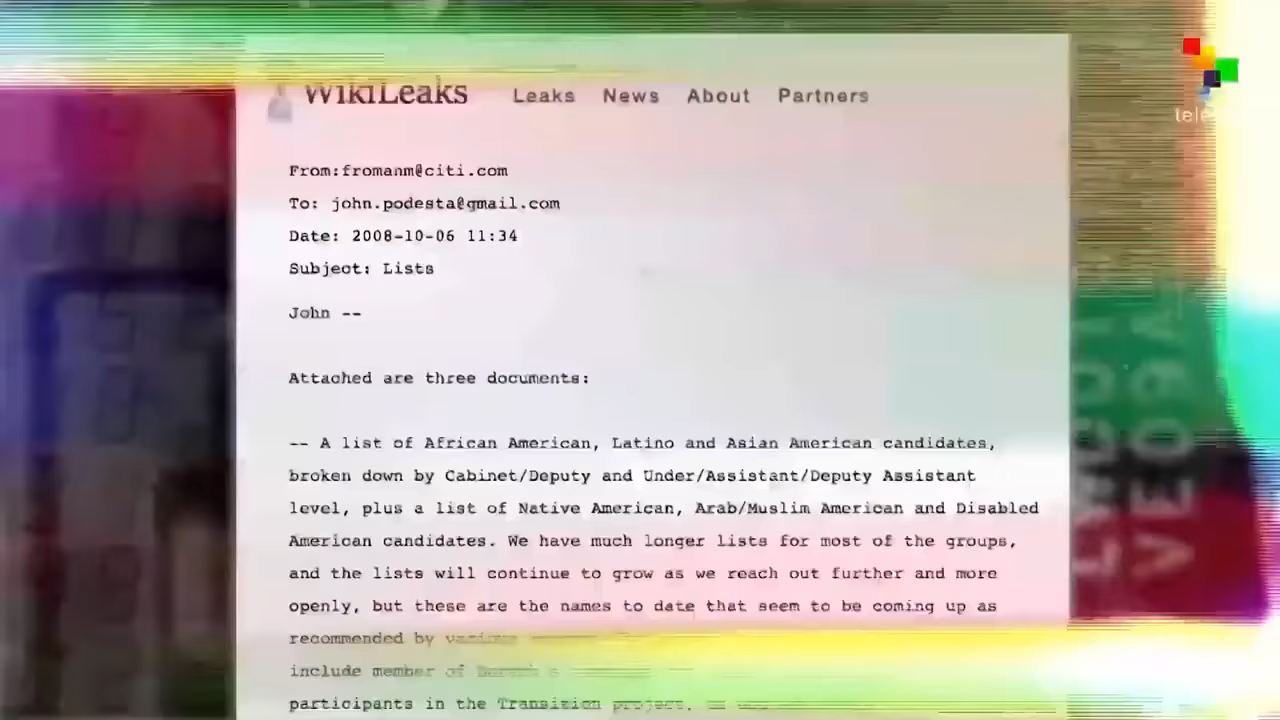 WikiLeaks Leaks News About Partners
tele
From:fromanm@citi.com
To: john.podesta@gmail.com
Date: 2008-10-06 11:34
Subject: Lists
John --
Attached are three documents:
-- A list of African American, Latino and Asian American candidates,
broken down by Cabinet/Deputy and Under/Assistant/Deputy Assistant
level, plus a list of Native American, Arab/Muslim American and Disabled
American candidates. We have much longer lists for most of the groups,
and the lists will continue to grow as we reach out further and more
openly, but these are the names to date that seem to be coming up as
recommended by various
include member of
participants in the Transition project,